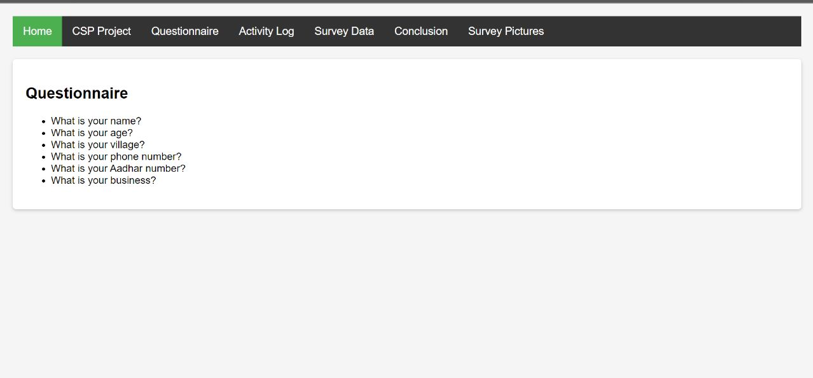 Home CSP Project Questionnaire Activity Log Survey Data Conclusion Survey Pictures
Questionnaire
• What is your name?
• What is your age?
• What is your village?
• What is your phone number?
• What is your Aadhar number?
• What is your business?